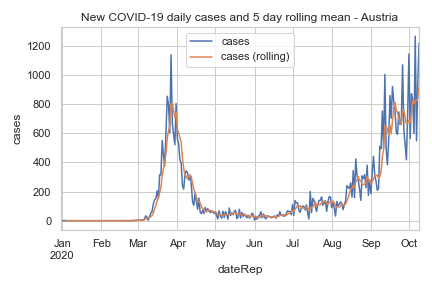 New COVID-19 daily cases and 5 day rolling mean - Austria
cases
cases (rolling)
1200
1000
800
600
400
200
0
cases
Jan Feb Mar Apr May Jun Jul Aug Sep Oct
2020
dateRep